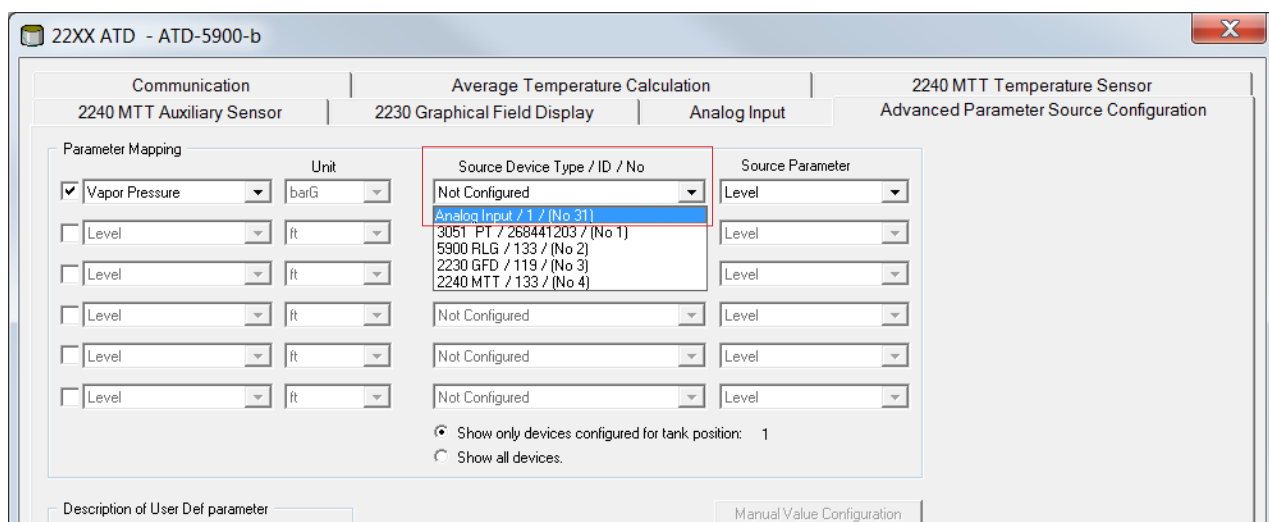 22XX ATD - ATD-5900-b
X
Communication Average Temperature Calculation 2240 MTT Temperature Sensor
2240 MTT Auxiliary Sensor 2230 Graphical Field Display Analog Input Advanced Parameter Source Configuration
Parameter Mapping
Unit Source Device Type / ID / No Source Parameter
Vapor Pressure barG Not Configured Level
Analog Input / 1 / (No 31)
Level ft 3051 PT / 268441203 / (No 1) Level
5900 RLG / 133 / (No 2)
Level ft 2230 GFD / 119 / (No 3) Level
2240 MTT / 133 / (No 4)
Level ft Not Configured Level
Level ft Not Configured Level
Level ft Not Configured Level
Show only devices configured for tank position: 1
Show all devices.
Description of User Def parameter Manual Value Configuration